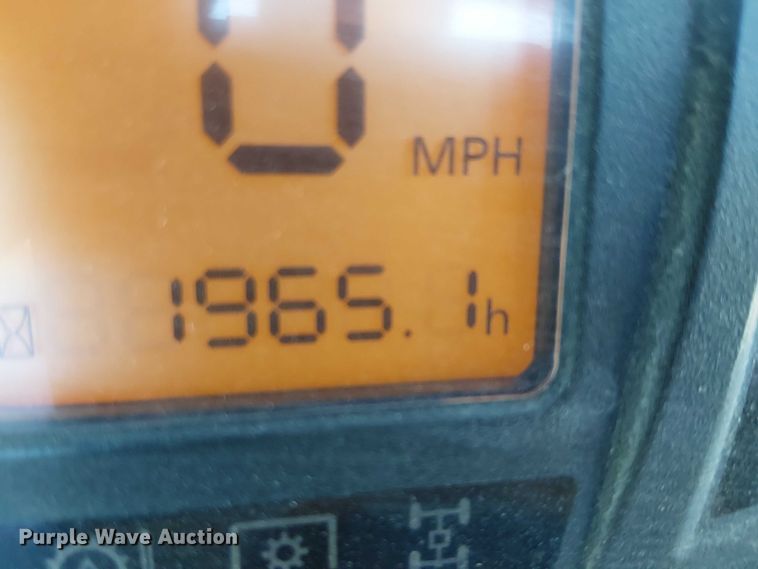 0 MPH
1965.1h
Purple Wave Auction